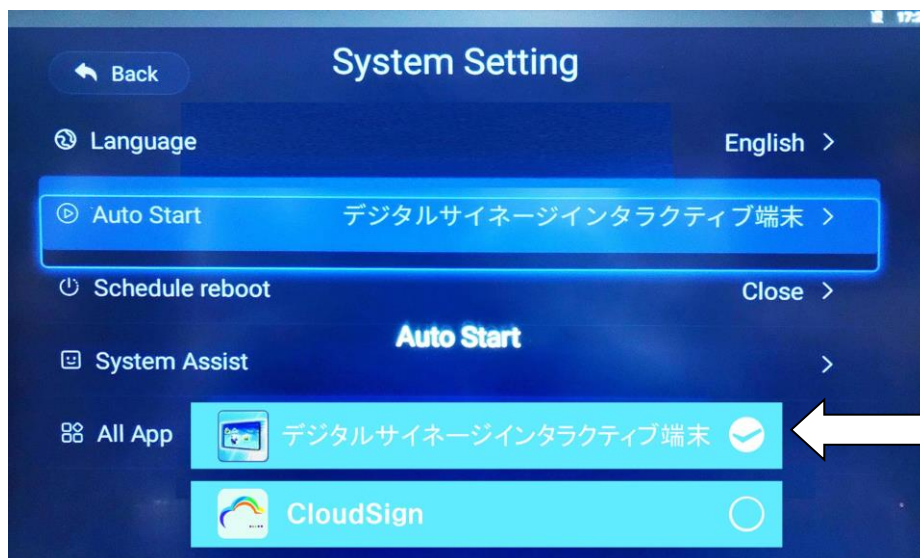 Back
System Setting
Language
English
Auto Start
デジタルサイネージインタラクティブ端末
Schedule reboot
Close
Auto Start
System Assist
All App
デジタルサイネージインタラクティブ端末
CloudSign